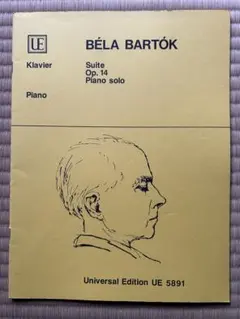 UE
BÉLA BARTÓK
Klavier
Suite
Op. 14
Piano solo
Piano
Universal Edition UE 5891